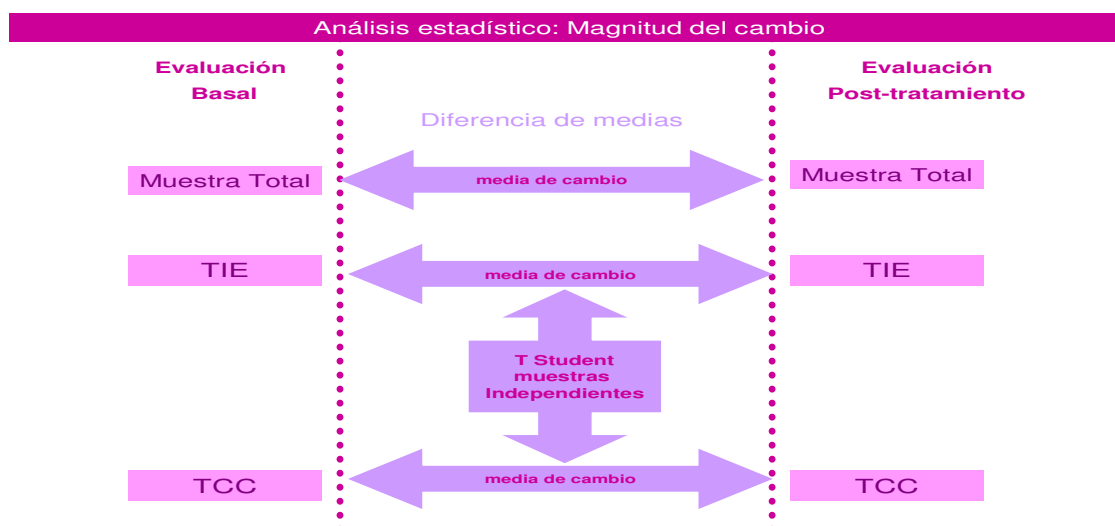 Análisis estadístico: Magnitud del cambio
Evaluación
Basal
Evaluación
Post-tratamiento
Diferencia de medias
Muestra Total
media de cambio
Muestra Total
TIE
media de cambio
TIE
T Student
muestras
Independientes
TCC
media de cambio
TCC